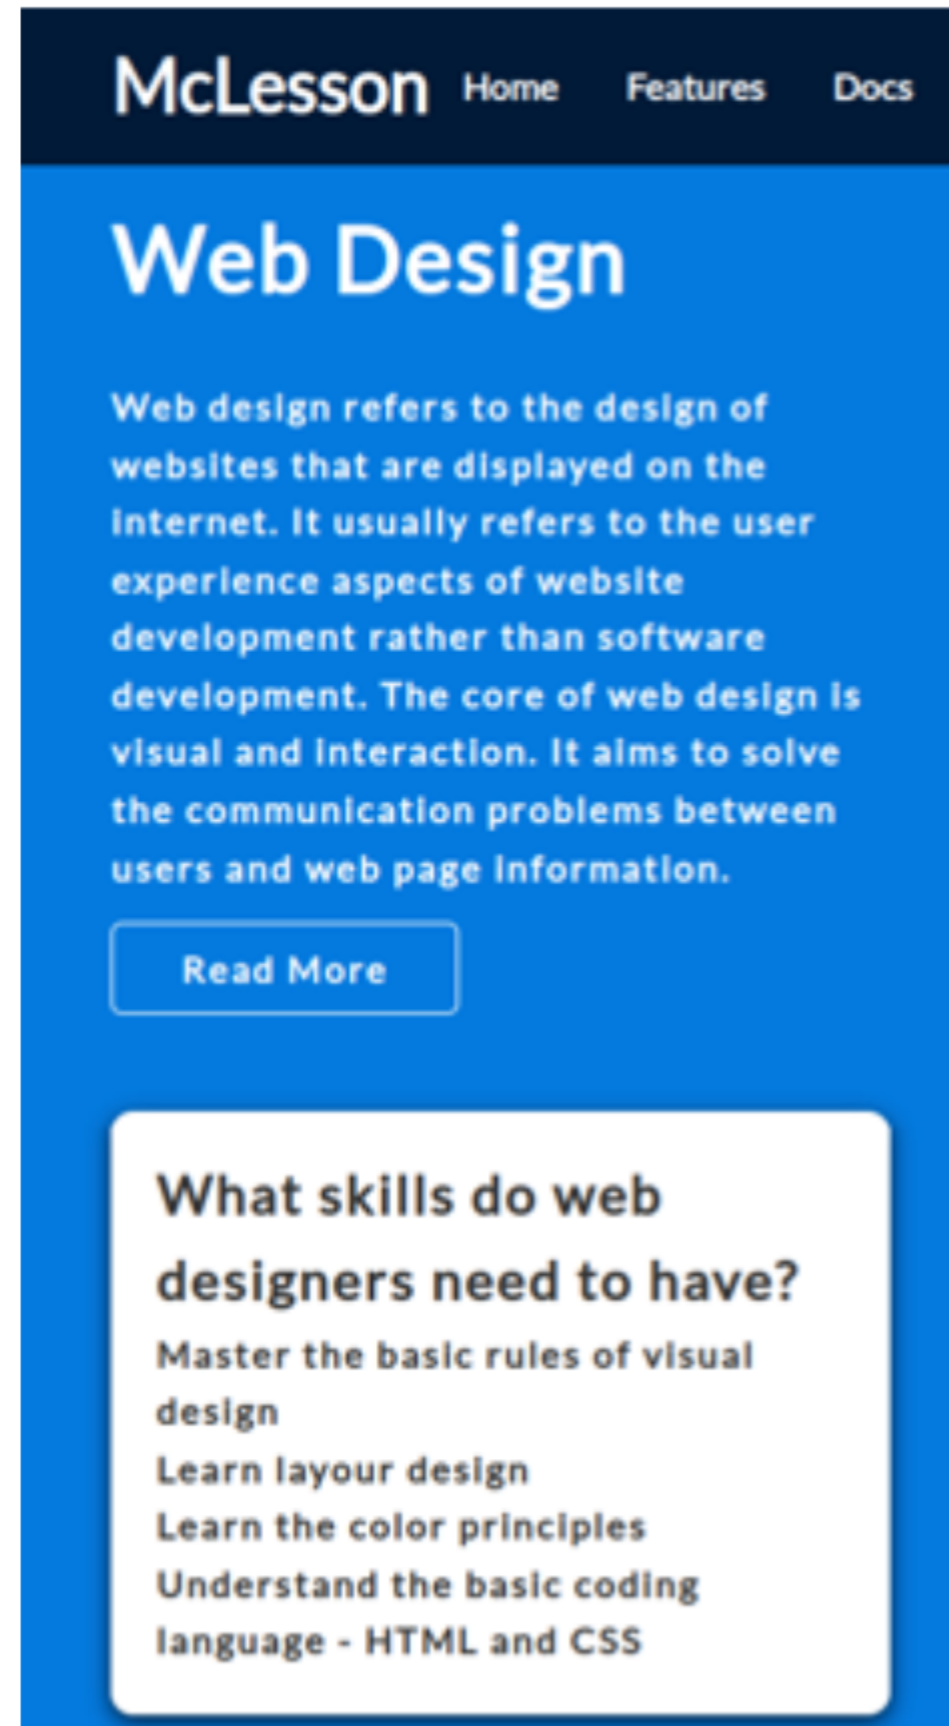 McLesson Home Features Docs
Web Design
Web design refers to the design of
websites that are displayed on the
internet. It usually refers to the user
experience aspects of website
development rather than software
development. The core of web design is
visual and interaction. It aims to solve
the communication problems between
users and web page information.
Read More
What skills do web
designers need to have?
Master the basic rules of visual
design
Learn layour design
Learn the color principles
Understand the basic coding
language - HTML and CSS